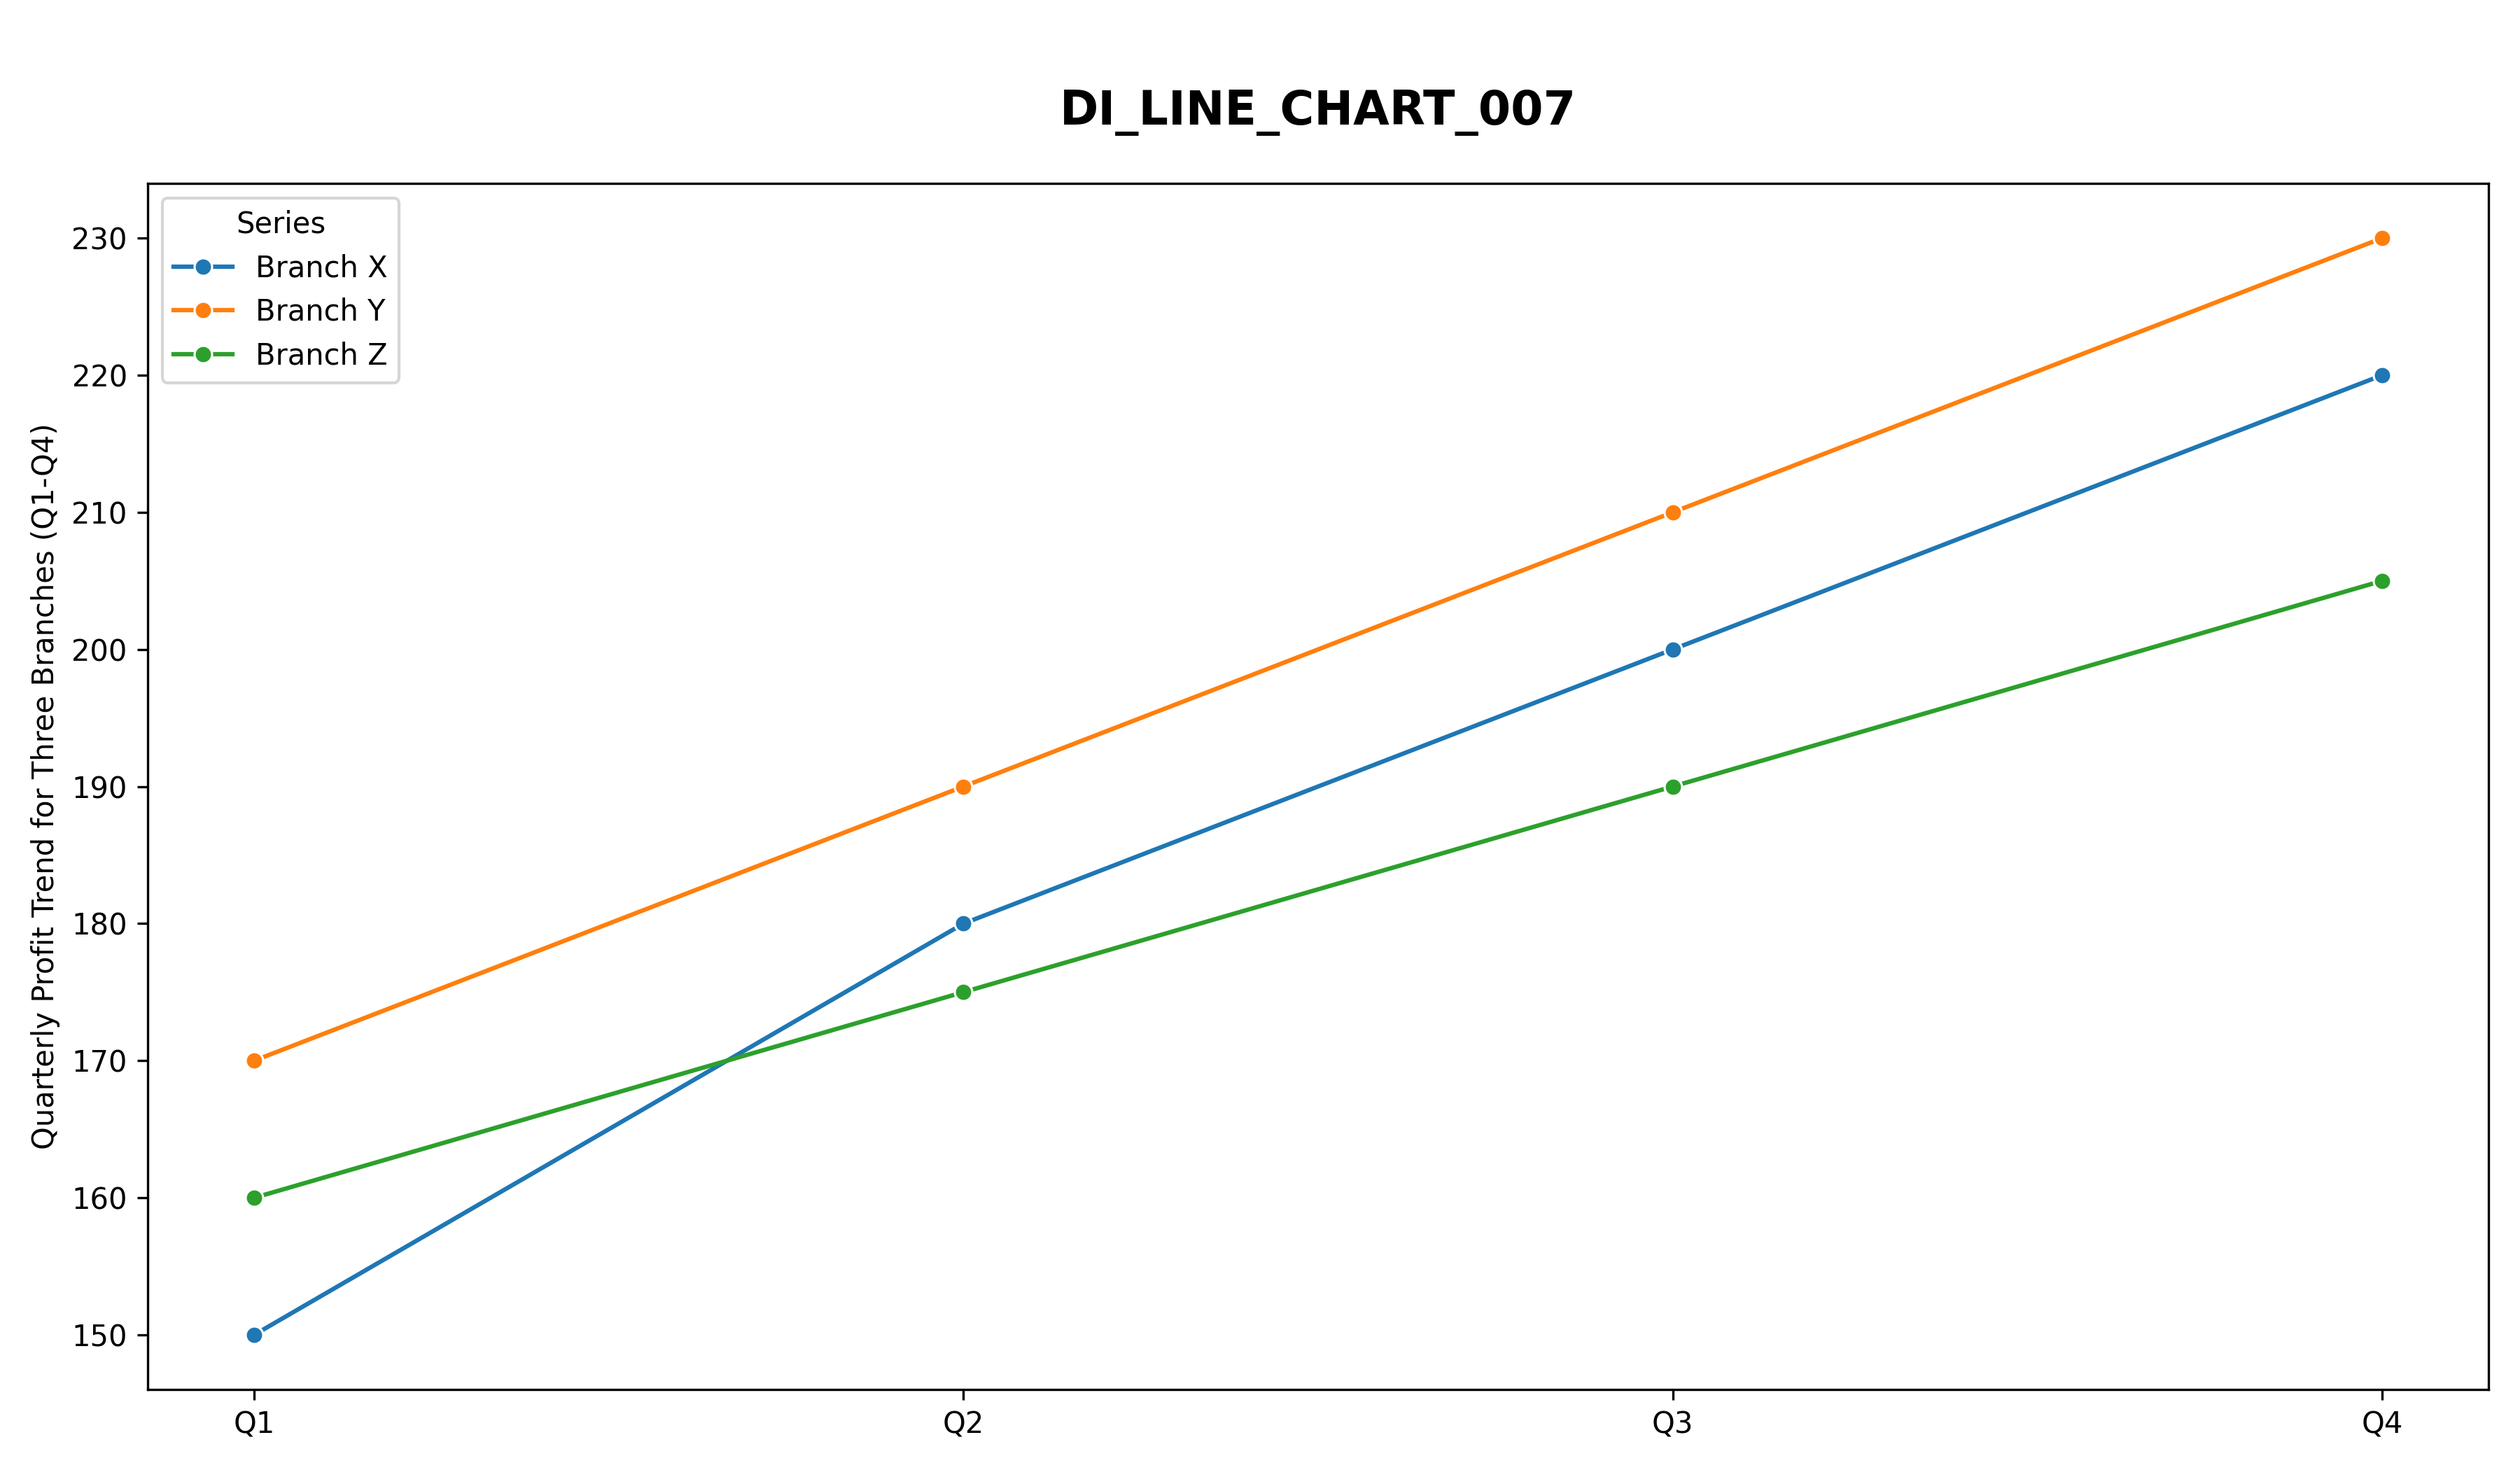 DI_LINE_CHART_007
Series
Branch X
Branch Y
Branch Z
Quarterly Profit Trend for Three Branches (Q1-Q4)
230
220
210
200
190
180
170
160
150
Q1 Q2 Q3 Q4